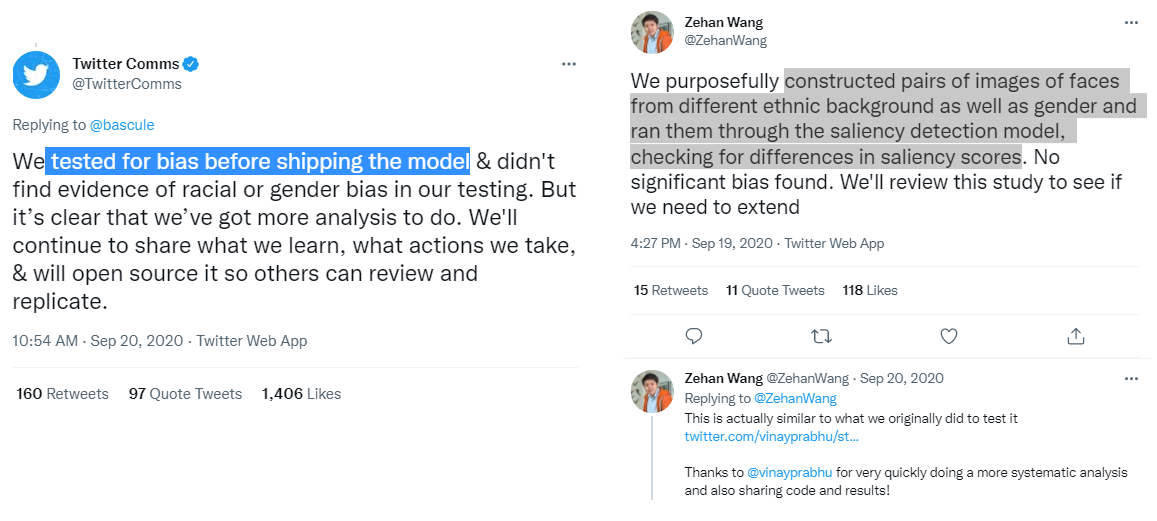 Twitter Comms
@TwitterComms
Replying to @bascule
We tested for bias before shipping the model & didn't
find evidence of racial or gender bias in our testing. But
it’s clear that we’ve got more analysis to do. We'll
continue to share what we learn, what actions we take,
& will open source it so others can review and
replicate.
10:54 AM · Sep 20, 2020 · Twitter Web App
160 Retweets 97 Quote Tweets 1,406 Likes
Zehan Wang
@ZehanWang
We purposefully constructed pairs of images of faces
from different ethnic background as well as gender and
ran them through the saliency detection model,
checking for differences in saliency scores. No
significant bias found. We'll review this study to see if
we need to extend
4:27 PM · Sep 19, 2020 · Twitter Web App
15 Retweets 11 Quote Tweets 118 Likes
Zehan Wang @ZehanWang · Sep 20, 2020
Replying to @ZehanWang
This is actually similar to what we originally did to test it
twitter.com/vinayprabhu/st...
Thanks to @vinayprabhu for very quickly doing a more systematic analysis
and also sharing code and results!